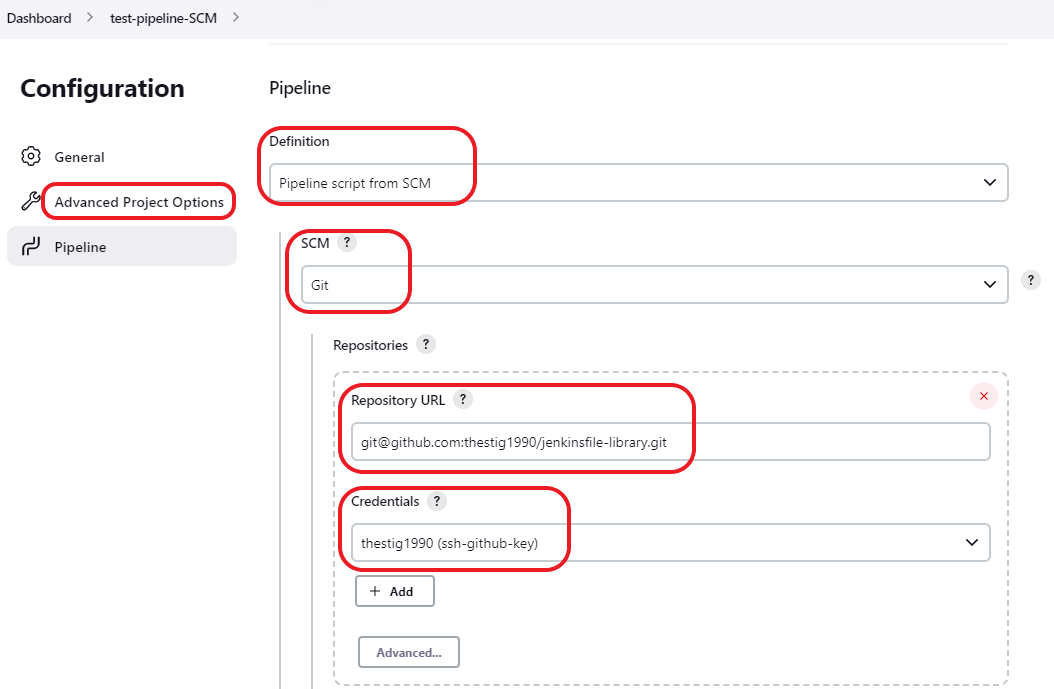 Dashboard > test-pipeline-SCM >
Configuration
General
Advanced Project Options
Pipeline
Pipeline
Definition
Pipeline script from SCM
SCM ?
Git
?
Repositories ?
Repository URL ?
git@github.com:thestig1990/jenkinsfile-library.git
Credentials ?
thestig1990 (ssh-github-key)
+ Add
Advanced...